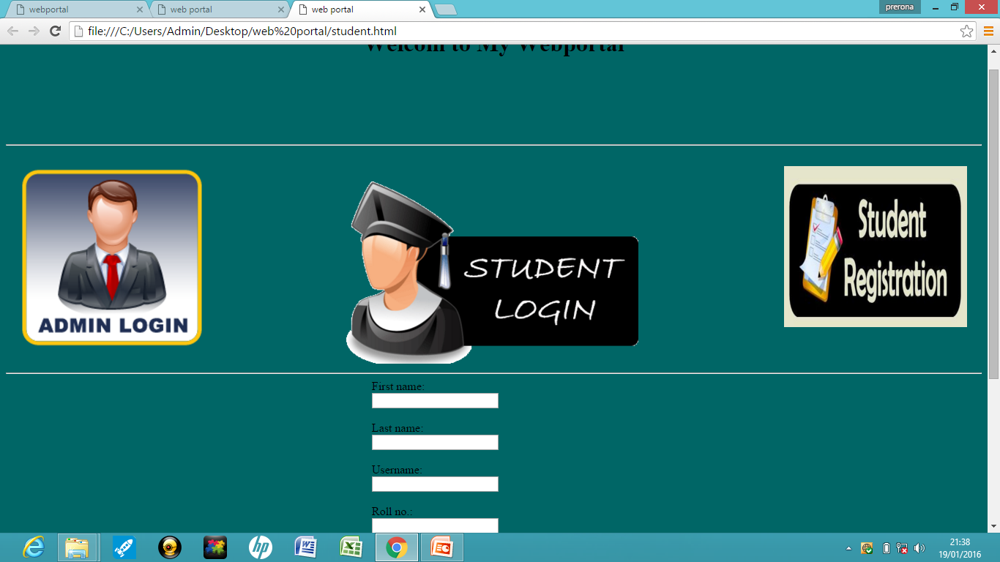 webportal
web portal
web portal
prerona
file:///C:/Users/Admin/Desktop/web%20portal/student.html
Welcom to My Webportal
ADMIN LOGIN
STUDENT
LOGIN
Student
Registration
First name:
Last name:
Username:
Roll no.:
21:38
19/01/2016